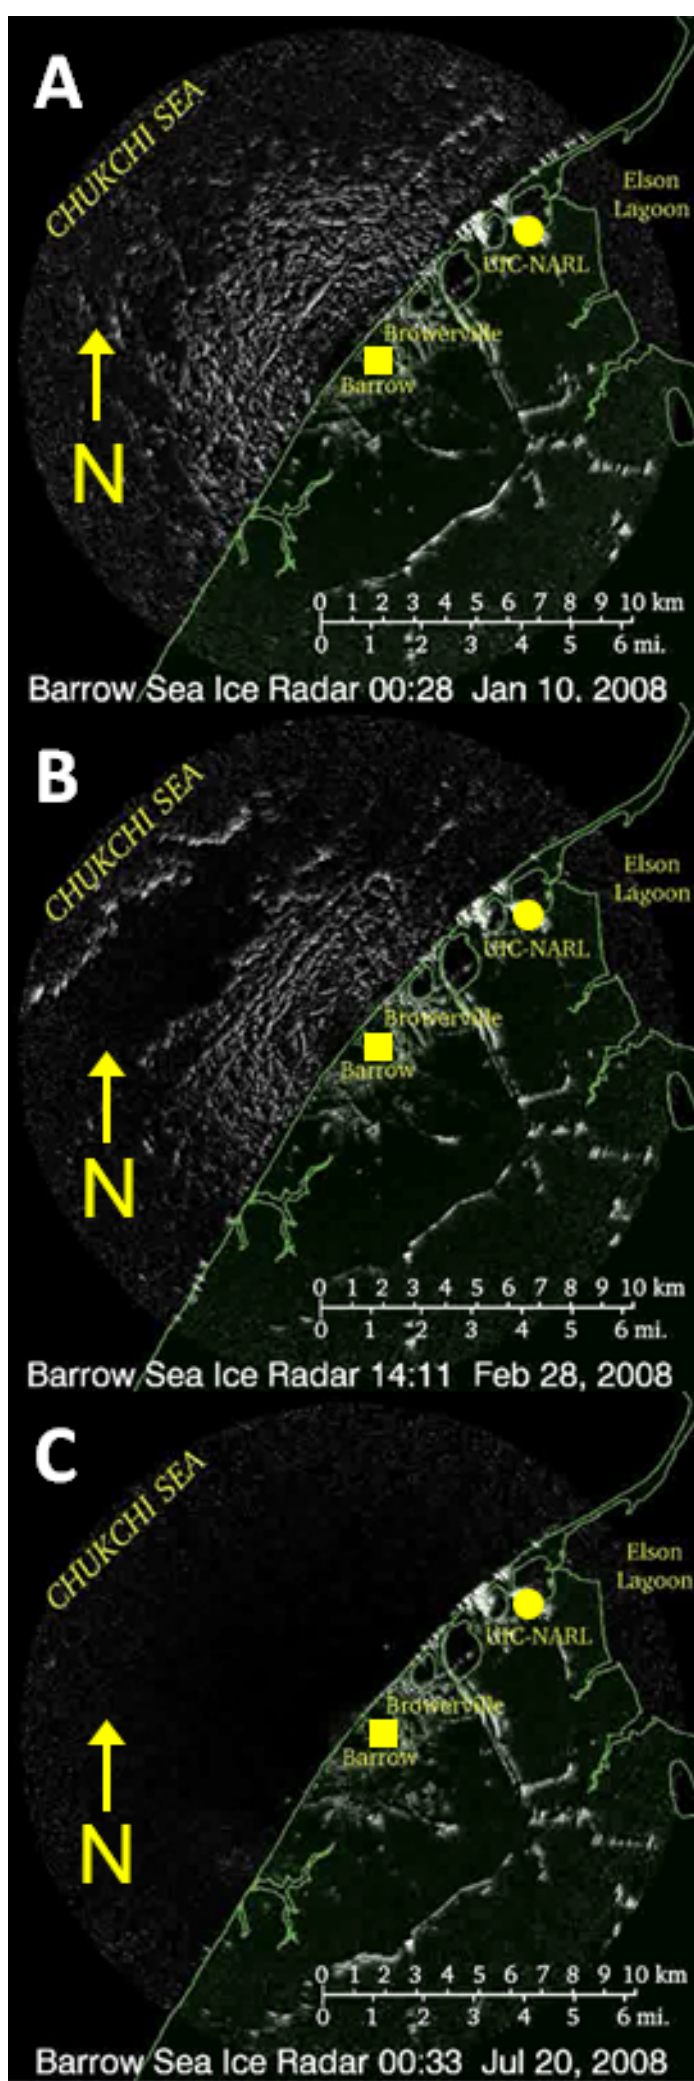 A
CHUKCHI SEA
Elson
Lagoon
UIC-NARL
Browerville
Barrow
N
0 1 2 3 4 5 6 7 8 9 10 km
0 1 2 3 4 5 6 mi.
Barrow Sea Ice Radar 00:28 Jan 10, 2008
B
CHUKCHI SEA
Elson
Lagoon
UIC-NARL
Browerville
Barrow
N
0 1 2 3 4 5 6 7 8 9 10 km
0 1 2 3 4 5 6 mi.
Barrow Sea Ice Radar 14:11 Feb 28, 2008
C
CHUKCHI SEA
Elson
Lagoon
UIC-NARL
Browerville
Barrow
N
0 1 2 3 4 5 6 7 8 9 10 km
0 1 2 3 4 5 6 mi.
Barrow Sea Ice Radar 00:33 Jul 20, 2008